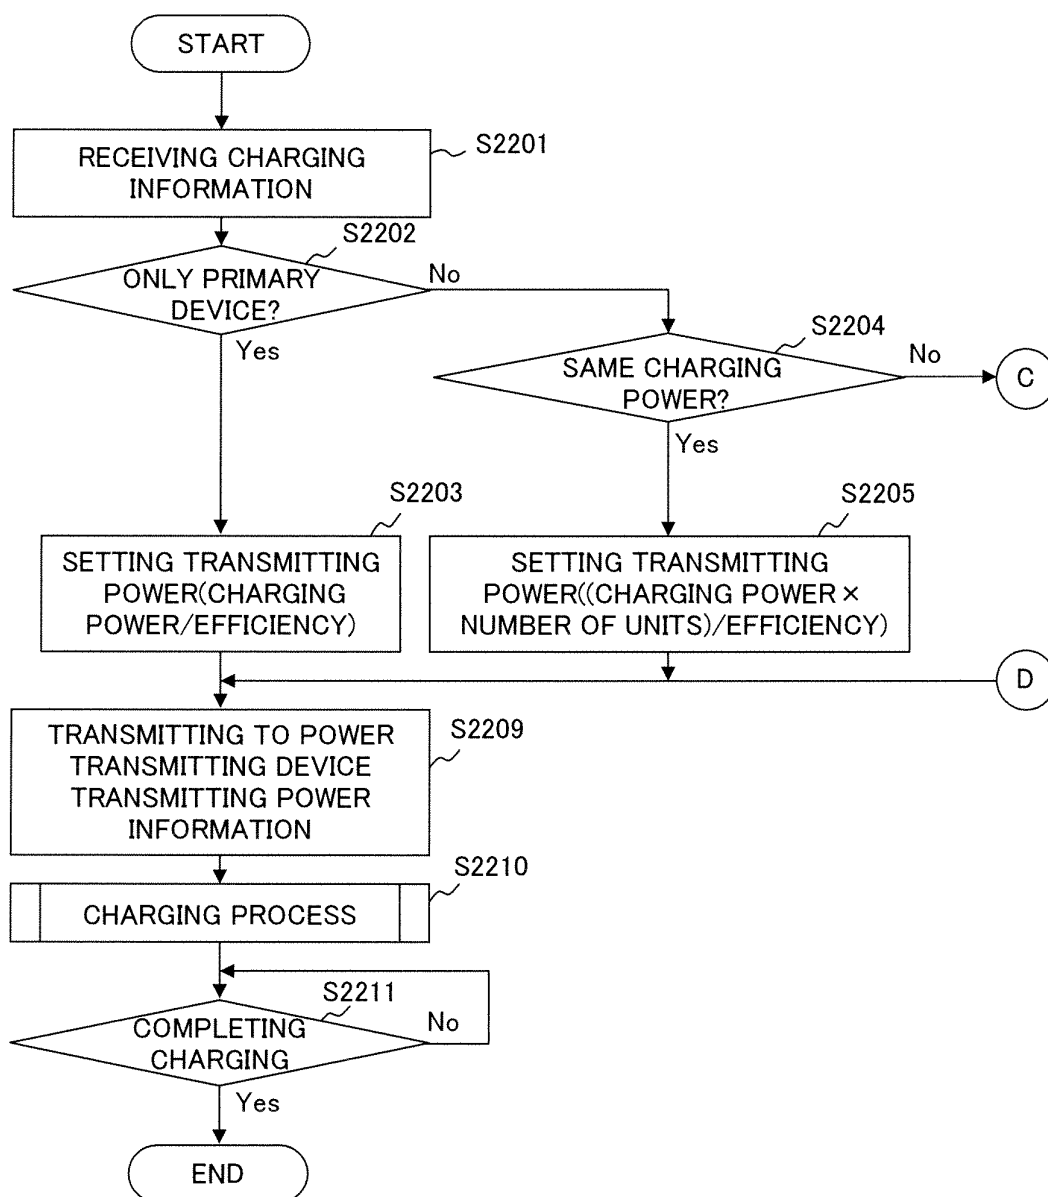 START
RECEIVING CHARGING
INFORMATION
S2201
S2202
ONLY PRIMARY
DEVICE?
No
Yes
S2204
SAME CHARGING
POWER?
No
C
Yes
S2203
SETTING TRANSMITTING
POWER(CHARGING
POWER/EFFICIENCY)
S2205
SETTING TRANSMITTING
POWER((CHARGING POWER×
NUMBER OF UNITS)/EFFICIENCY)
D
TRANSMITTING TO POWER
TRANSMITTING DEVICE
TRANSMITTING POWER
INFORMATION
S2209
S2210
CHARGING PROCESS
S2211
COMPLETING
CHARGING
No
Yes
END